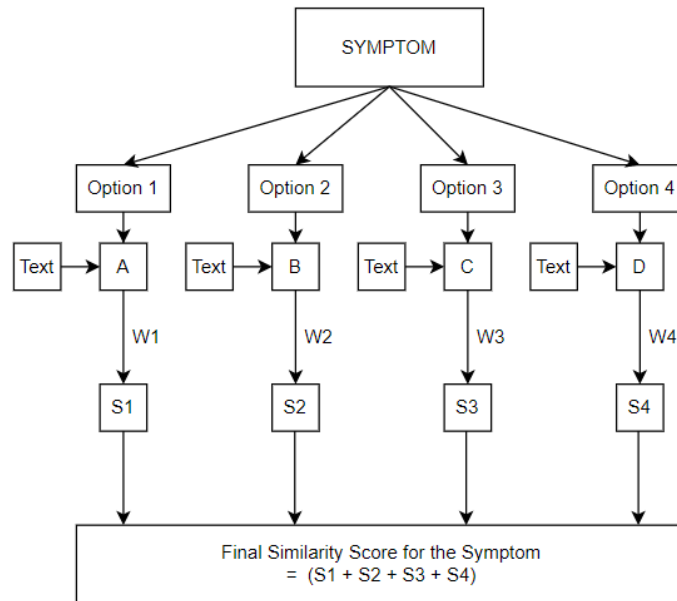 SYMPTOM
Option 1
Option 2
Option 3
Option 4
Text
A
Text
B
Text
C
Text
D
W1
W2
W3
W4
S1
S2
S3
S4
Final Similarity Score for the Symptom
= (S1 + S2 + S3 + S4)